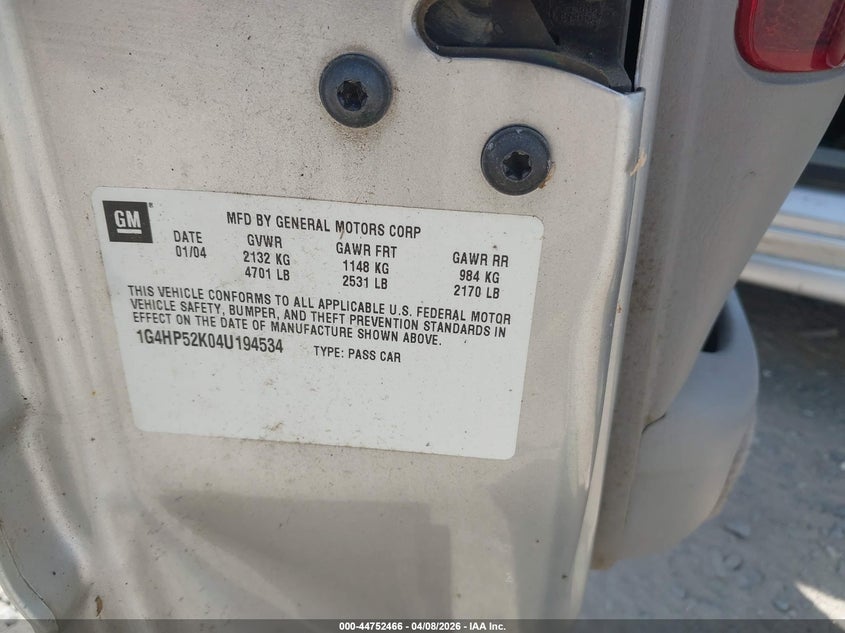 GM
MFD BY GENERAL MOTORS CORP
DATE GVWR GAWR FRT GAWR RR
01/04 2132 KG 1148 KG 984 KG
4701 LB 2531 LB 2170 LB
THIS VEHICLE CONFORMS TO ALL APPLICABLE U.S. FEDERAL MOTOR
VEHICLE SAFETY, BUMPER, AND THEFT PREVENTION STANDARDS IN
EFFECT ON THE DATE OF MANUFACTURE SHOWN ABOVE.
1G4HP52K04U194534 TYPE: PASS CAR
000-44752466 04/08/2026 IAA Inc.